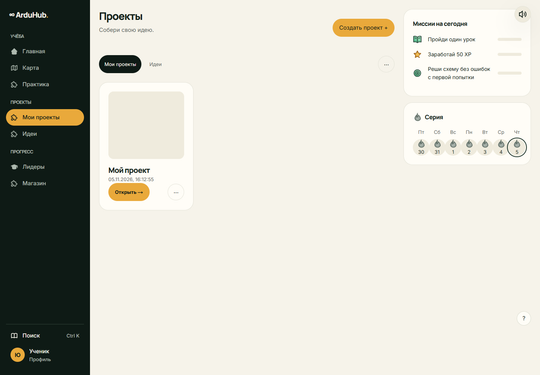 ArduHub.
УЧЁБА
Главная
Карта
Практика
ПРОЕКТЫ
Мои проекты
Идеи
ПРОГРЕСС
Лидеры
Магазин
Поиск Ctrl K
Ю
Ученик
Профиль
Проекты
Собери свою идею.
Создать проект +
Мои проекты Идеи
...
Мой проект
05.11.2026, 16:12:55
Открыть →
...
Миссии на сегодня
Пройди один урок
Заработай 50 XP
Реши схему без ошибок
с первой попытки
Серия
Пт Сб Вс Пн Вт Ср Чт
30 31 1 2 3 4 5
?